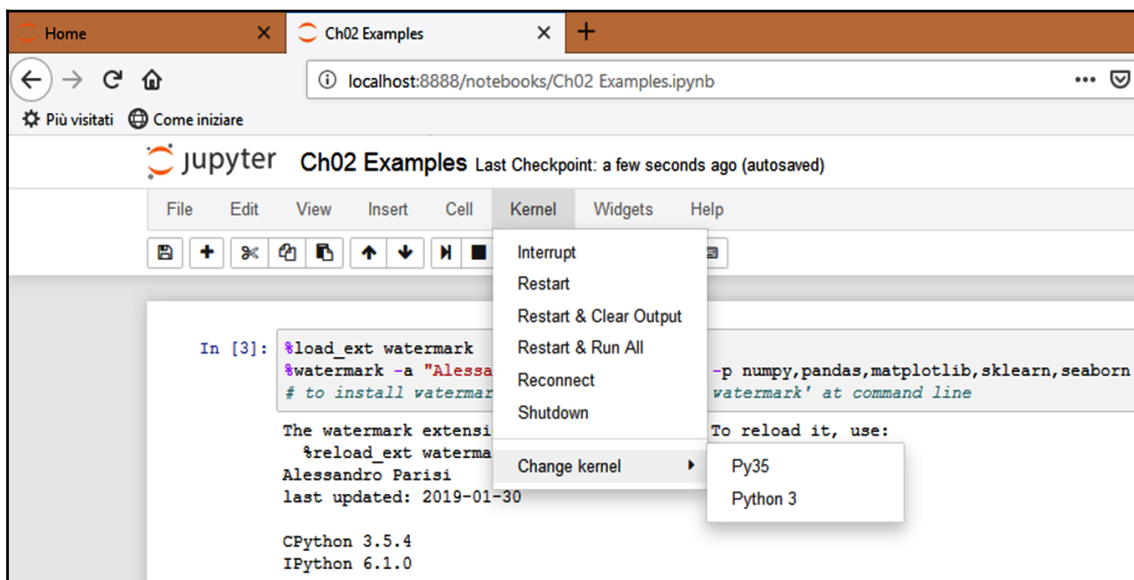 Home
Ch02 Examples
localhost:8888/notebooks/Ch02 Examples.ipynb
Più visitati Come iniziare
jupyter Ch02 Examples Last Checkpoint: a few seconds ago (autosaved)
File Edit View Insert Cell Kernel Widgets Help
Interrupt
Restart
Restart & Clear Output
Restart & Run All
Reconnect
Shutdown
Change kernel
Py35
Python 3
In [3]: %load_ext watermark
%watermark -a "Alessa -p numpy,pandas,matplotlib,sklearn,seaborn
# to install watermar watermark' at command line
The watermark extensi To reload it, use:
%reload_ext waterma
Alessandro Parisi
last updated: 2019-01-30
CPython 3.5.4
IPython 6.1.0